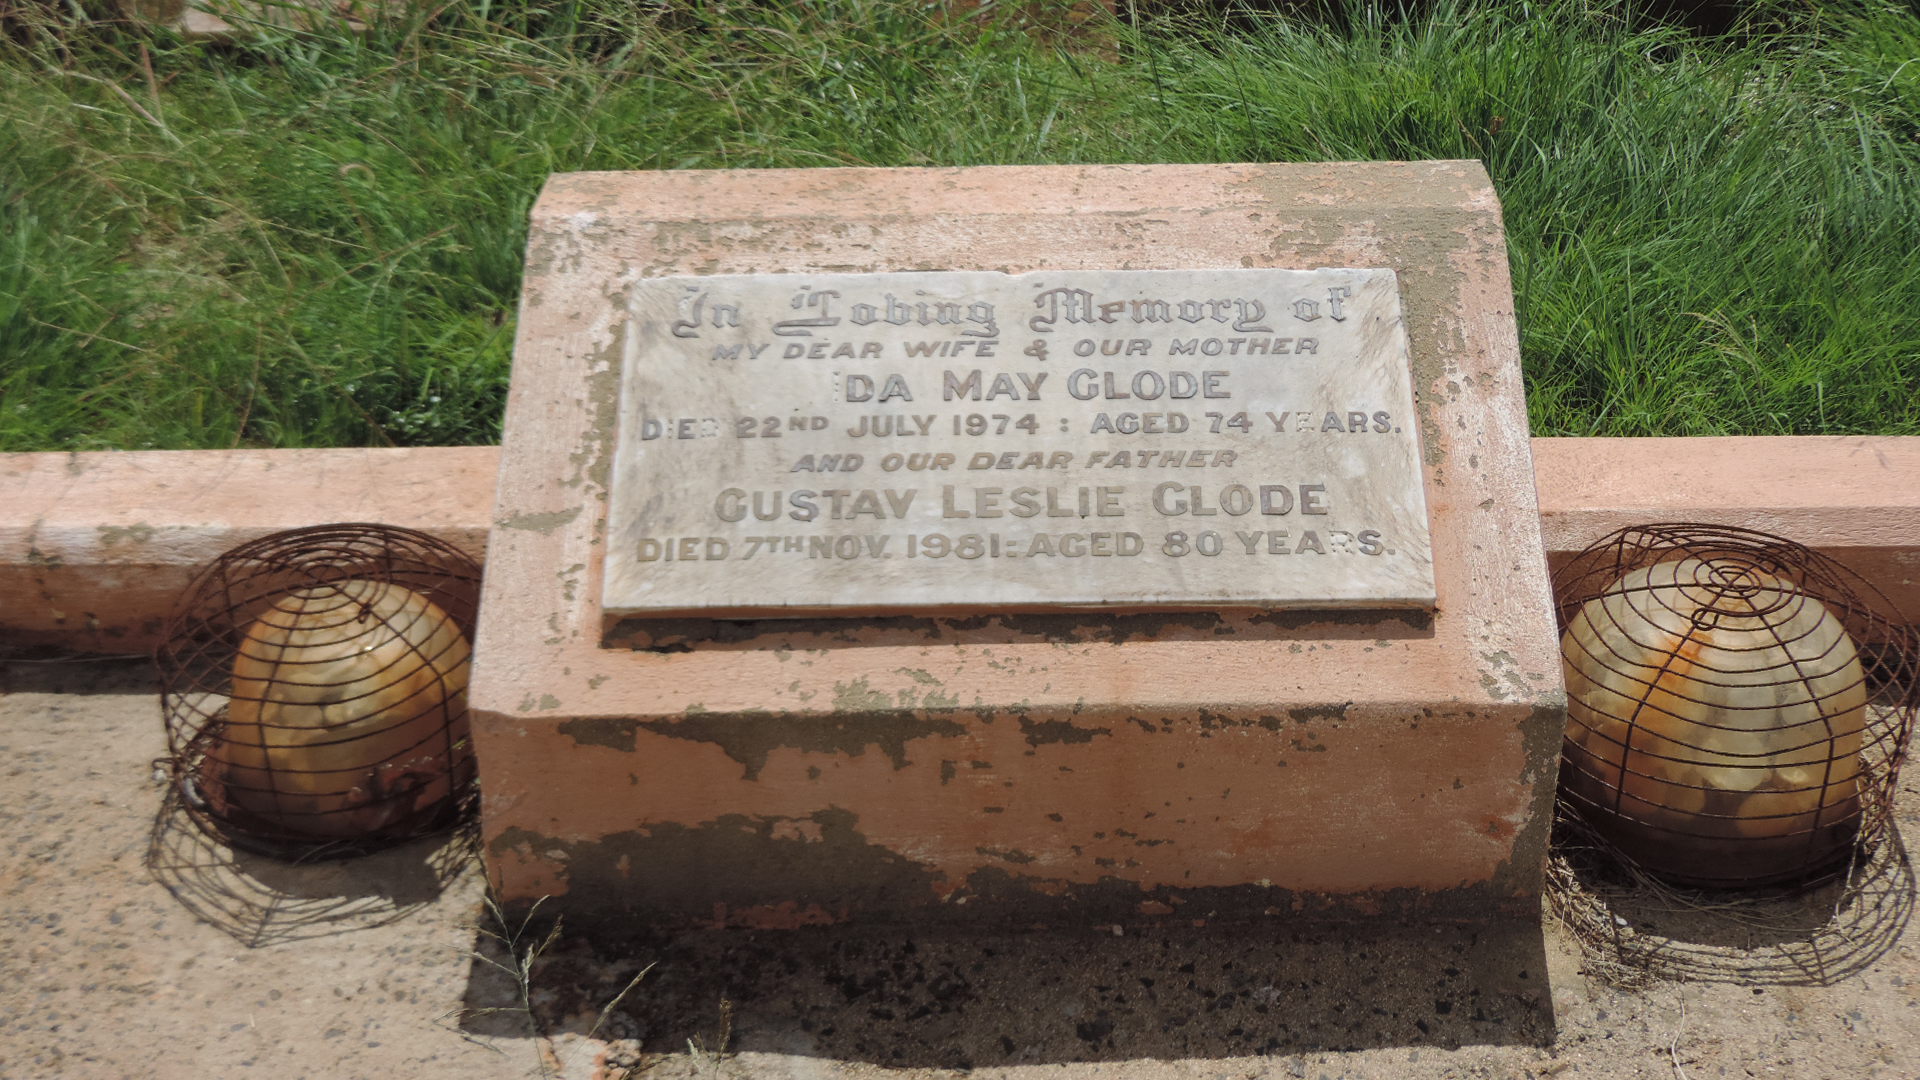 In Loving Memory of
MY DEAR WIFE & OUR MOTHER
IDA MAY GLODE
DIED 22ND JULY 1974 : AGED 74 YEARS.
AND OUR DEAR FATHER
GUSTAV LESLIE GLODE
DIED 7TH NOV. 1981: AGED 80 YEARS.